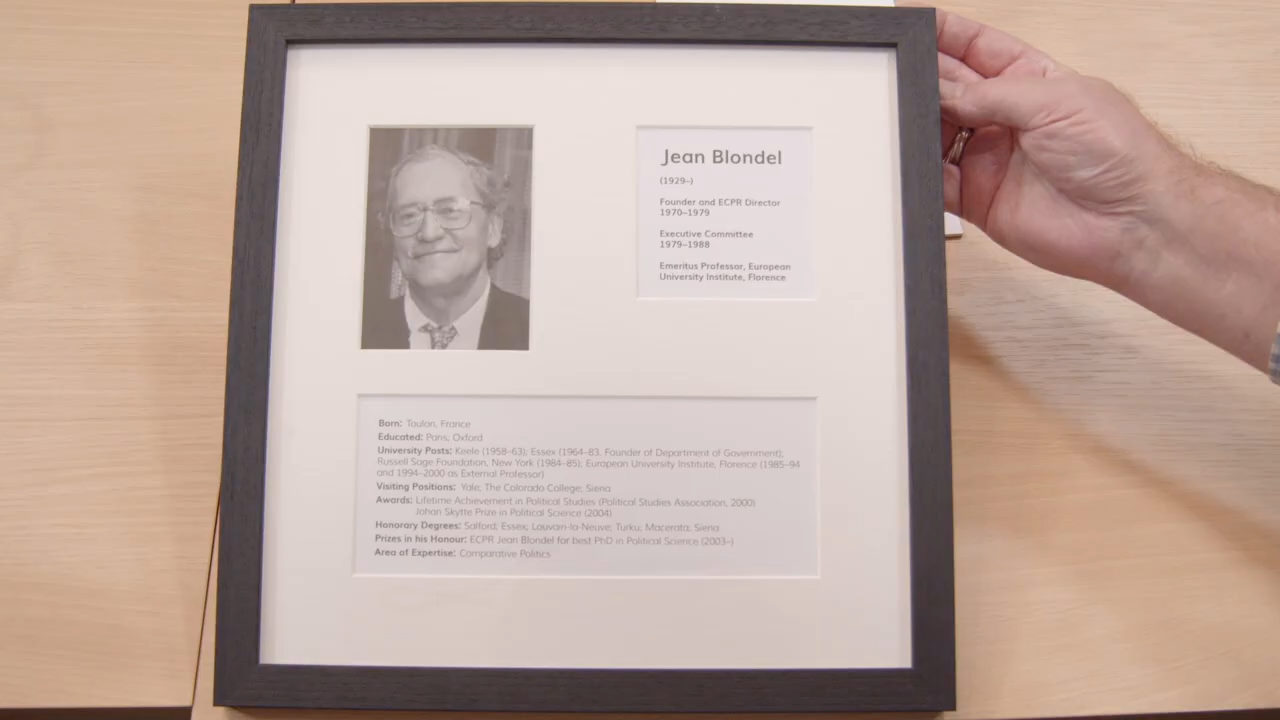 Jean Blondel
(1929–)
Founder and ECPR Director
1970–1979
Executive Committee
1979–1988
Emeritus Professor, European
University Institute, Florence
Born: Toulon, France
Educated: Paris; Oxford
University Posts: Keele (1958–63); Essex (1964–83. Founder of Department of Government),
Russell Sage Foundation, New York (1984–85); European University Institute, Florence (1985–94
and 1994–2000 as External Professor)
Visiting Positions: Yale, The Colorado College; Siena
Awards: Lifetime Achievement in Political Studies (Political Studies Association, 2000)
Johan Skytte Prize in Political Science (2004)
Honorary Degrees: Salford; Essex; Louvain-la-Neuve; Turku; Macerata; Siena
Prizes in his Honour: ECPR Jean Blondel for best PhD in Political Science (2003–)
Area of Expertise: Comparative Politics